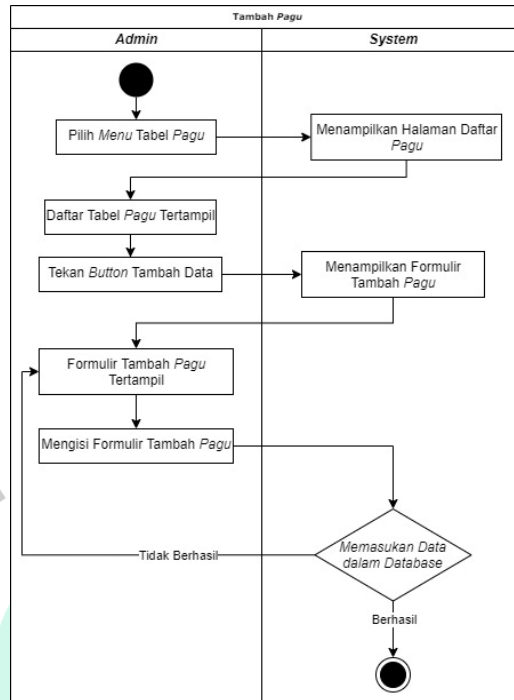 Tambah Pagu
Admin
System
Pilih Menu Tabel Pagu
Menampilkan Halaman Daftar
Pagu
Daftar Tabel Pagu Tertampil
Tekan Button Tambah Data
Menampilkan Formulir
Tambah Pagu
Formulir Tambah Pagu
Tertampil
Mengisi Formulir Tambah Pagu
Memasukan Data
dalam Database
Tidak Berhasil
Berhasil